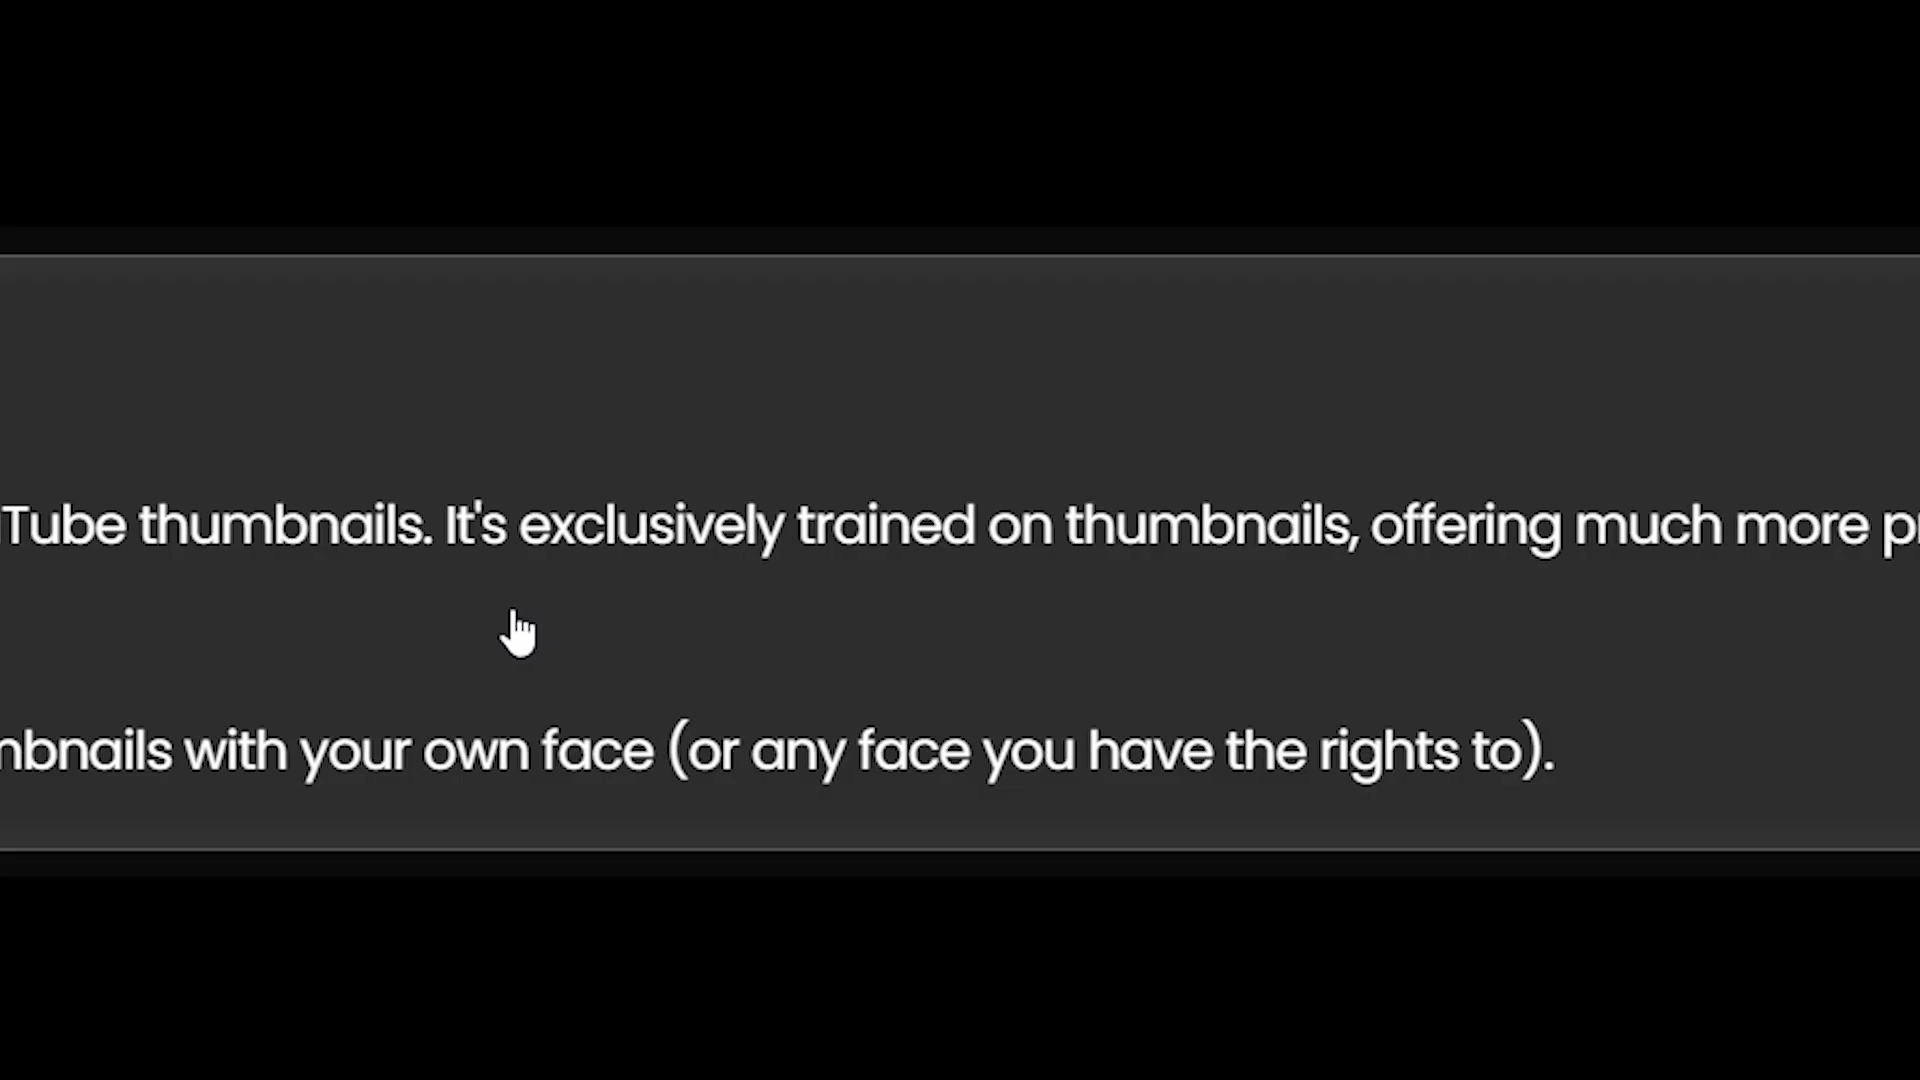 Tube thumbnails. It's exclusively trained on thumbnails, offering much more
with your own face (or any face you have the rights to).